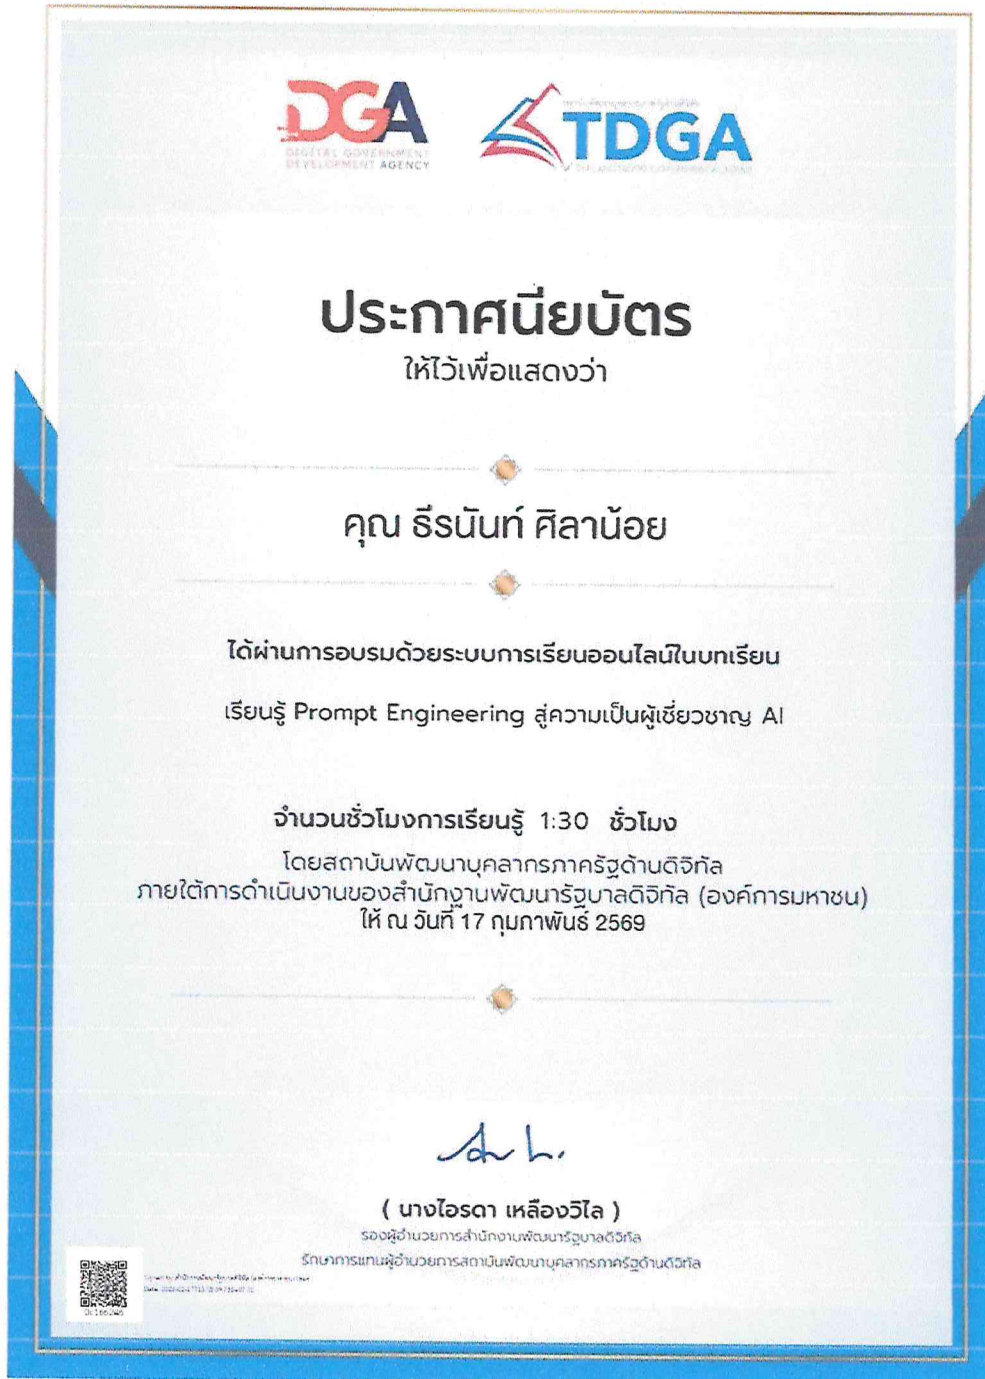 DGA
DIGITAL GOVERNMENT
DEVELOPMENT AGENCY
TDGA
ประกาศนียบัตร
ให้ไว้เพื่อแสดงว่า
คุณ ธีรนันท์ ศิลาน้อย
ได้ผ่านการอบรมด้วยระบบการเรียนออนไลน์ในบทเรียน
เรียนรู้ Prompt Engineering สู่ความเป็นผู้เชี่ยวชาญ AI
จำนวนชั่วโมงการเรียนรู้ 1:30 ชั่วโมง
โดยสถาบันพัฒนาบุคลากรภาครัฐด้านดิจิทัล
ภายใต้การดำเนินงานของสำนักงานพัฒนารัฐบาลดิจิทัล (องค์การมหาชน)
ให้ ณ วันที่ 17 กุมภาพันธ์ 2569
( นางไอรดา เหลืองวิไล )
รองผู้อำนวยการสำนักงานพัฒนารัฐบาลดิจิทัล
รักษาการแทนผู้อำนวยการสถาบันพัฒนาบุคลากรภาครัฐด้านดิจิทัล